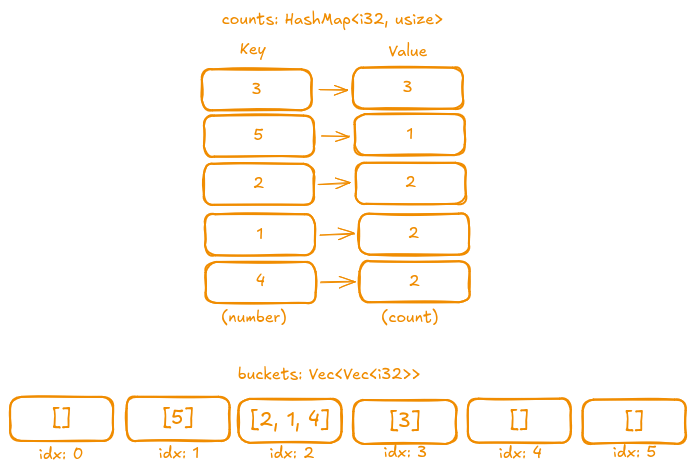 counts: HashMap<i32, usize>
Key Value
3 3
5 1
2 2
1 2
4 2
(number) (count)
buckets: Vec<Vec<i32>>
[] [5] [2, 1, 4] [3] [] []
idx: 0 idx: 1 idx: 2 idx: 3 idx: 4 idx: 5